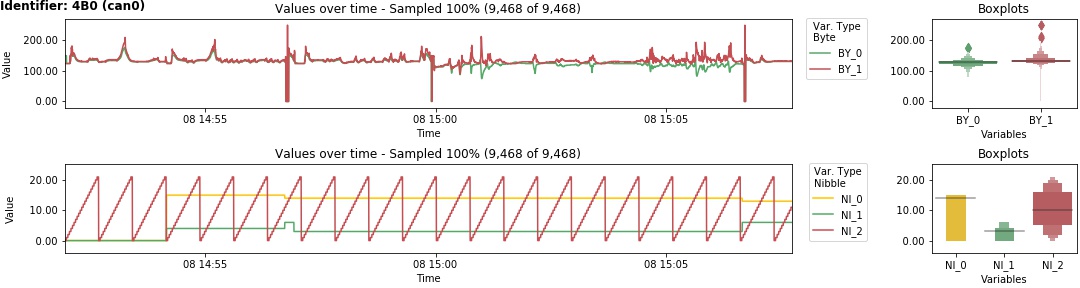 Identifier: 4B0 (can0)
Values over time - Sampled 100% (9,468 of 9,468)
Value
200.00
100.00
0.00
08 14:55
08 15:00
08 15:05
Time
Var. Type
Byte
BY_0
BY_1
Boxplots
200.00
100.00
0.00
BY_0
BY_1
Variables
Values over time - Sampled 100% (9,468 of 9,468)
Value
20.00
10.00
0.00
08 14:55
08 15:00
08 15:05
Time
Var. Type
Nibble
NI_0
NI_1
NI_2
Boxplots
20.00
10.00
0.00
NI_0
NI_1
NI_2
Variables